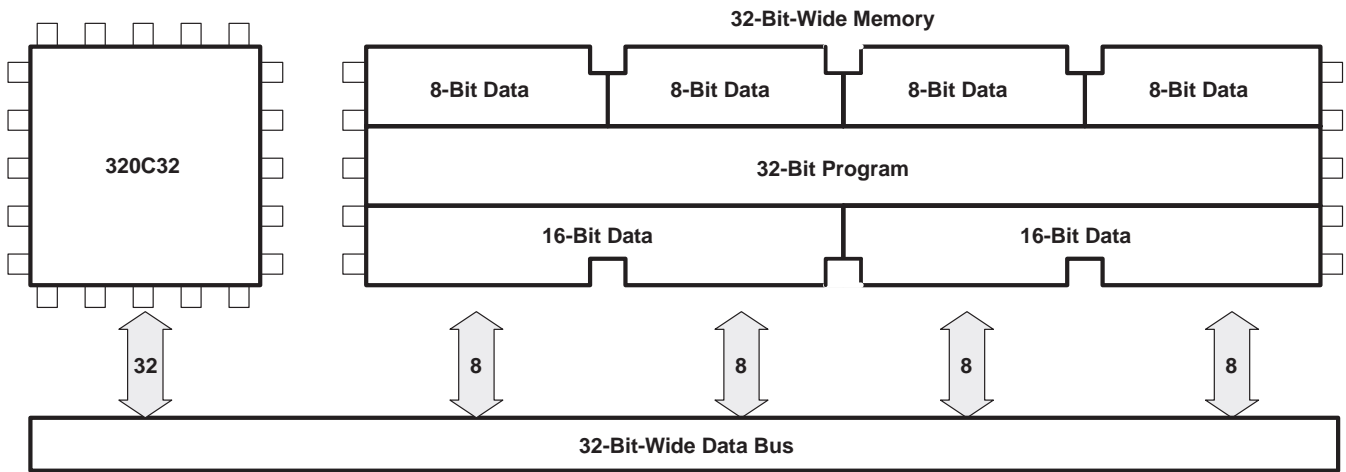 32-Bit-Wide Memory
8-Bit Data
8-Bit Data
8-Bit Data
8-Bit Data
320C32
32-Bit Program
16-Bit Data
16-Bit Data
32
8
8
8
8
32-Bit-Wide Data Bus